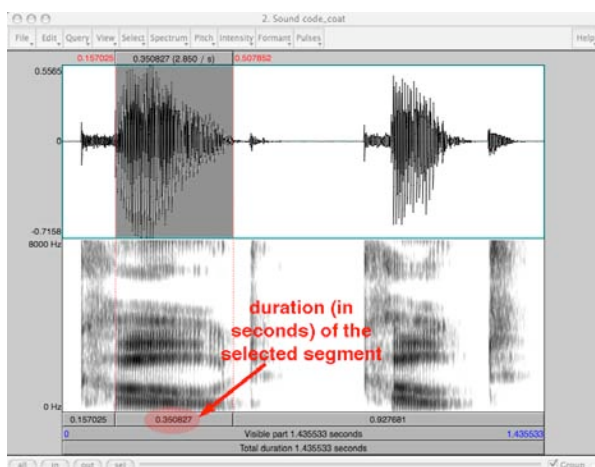 2. Sound code_coat
File Edit Query View Select Spectrum Pitch Intensity Formant Pulses Help
0.157025 0.350827 (2.850 / s) 0.507852
0.5565
0
-0.7158
8000 Hz
duration (in
seconds) of the
selected segment
0 Hz
0.157025 0.350827 0.927681
0 Visible part 1.435533 seconds 1.435533
Total duration 1.435533 seconds
all in out sel Group